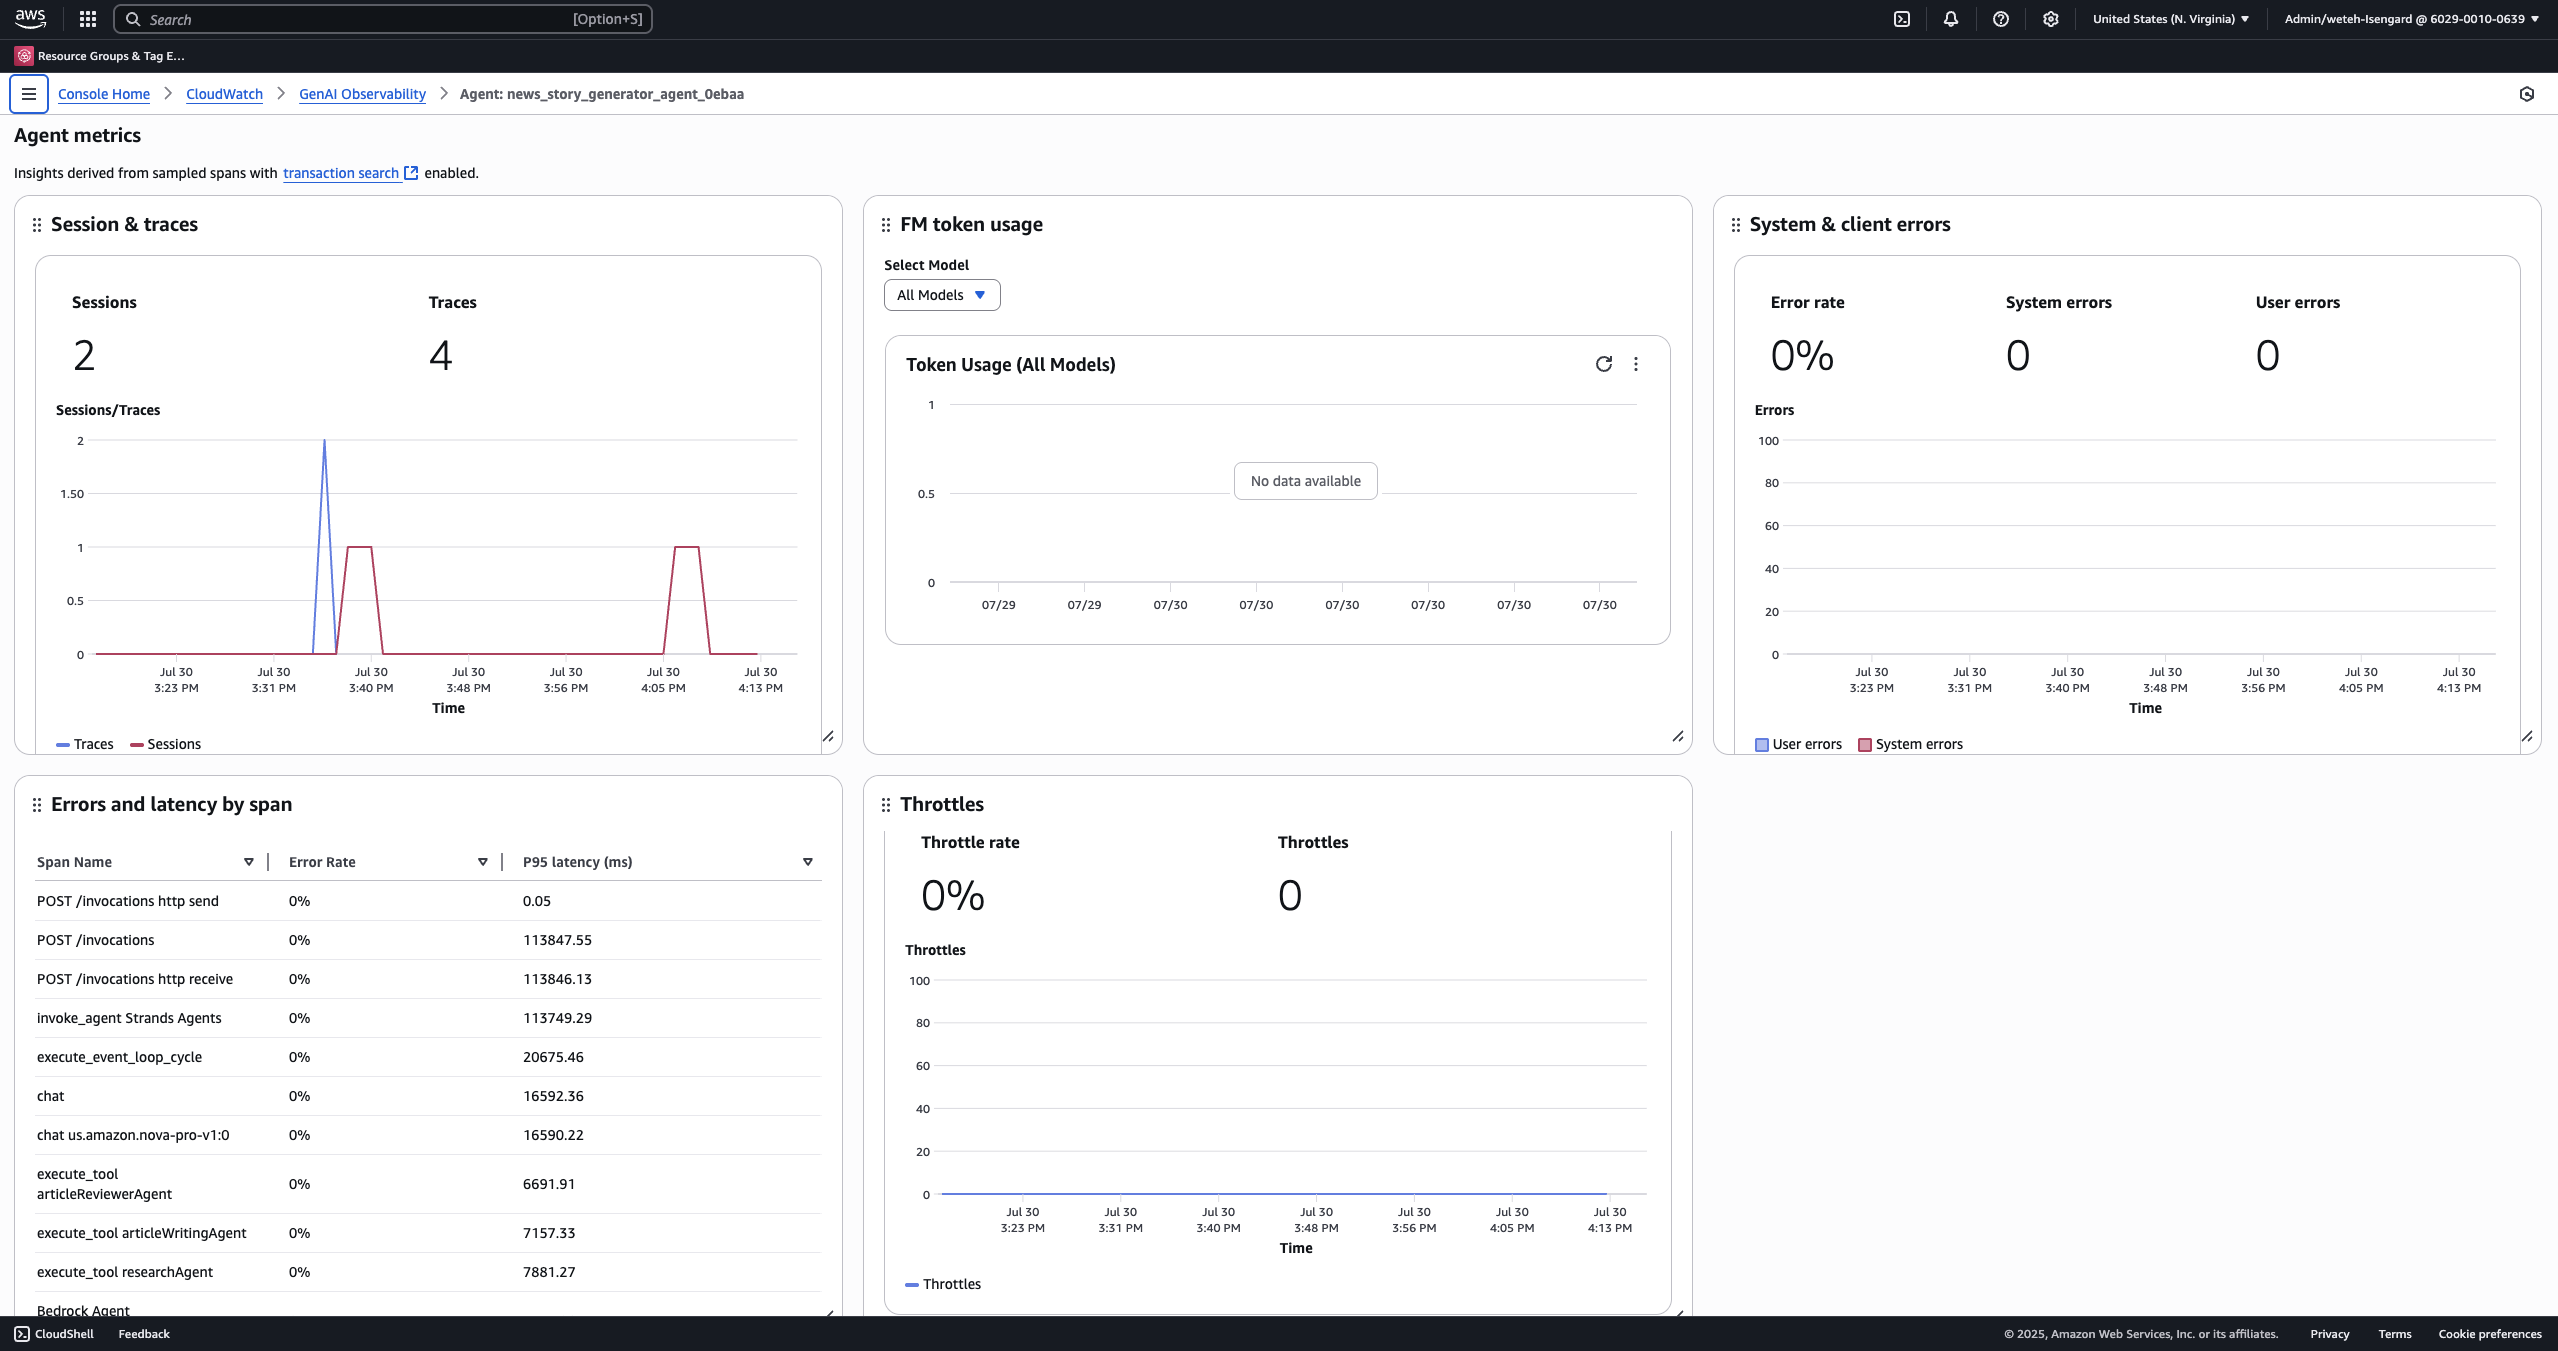 aws
Search [Option+S]
United States (N. Virginia)
Admin/weteh-Isengard @ 6029-0010-0639
Resource Groups & Tag E...
Console Home
CloudWatch
GenAI Observability
Agent: news_story_generator_agent_0ebaa
Agent metrics
Insights derived from sampled spans with transaction search enabled.
Session & traces
Sessions
Traces
2
4
Sessions/Traces
2
1.50
1
0.5
0
Jul 30 Jul 30 Jul 30 Jul 30 Jul 30 Jul 30 Jul 30
3:23 PM 3:31 PM 3:40 PM 3:48 PM 3:56 PM 4:05 PM 4:13 PM
Time
Traces Sessions
FM token usage
Select Model
All Models
Token Usage (All Models)
1
0.5
No data available
0
07/29 07/29 07/30 07/30 07/30 07/30 07/30 07/30
System & client errors
Error rate System errors User errors
0% 0 0
Errors
100
80
60
40
20
0
Jul 30 Jul 30 Jul 30 Jul 30 Jul 30 Jul 30 Jul 30
3:23 PM 3:31 PM 3:40 PM 3:48 PM 3:56 PM 4:05 PM 4:13 PM
Time
User errors System errors
Errors and latency by span
Span Name Error Rate P95 latency (ms)
POST /invocations http send 0% 0.05
POST /invocations 0% 113847.55
POST /invocations http receive 0% 113846.13
invoke_agent Strands Agents 0% 113749.29
execute_event_loop_cycle 0% 20675.46
chat 0% 16592.36
chat us.amazon.nova-pro-v1:0 0% 16590.22
execute_tool
articleReviewerAgent 0% 6691.91
execute_tool articleWritingAgent 0% 7157.33
execute_tool researchAgent 0% 7881.27
Bedrock Agent
Throttles
Throttle rate Throttles
0% 0
Throttles
100
80
60
40
20
0
Jul 30 Jul 30 Jul 30 Jul 30 Jul 30 Jul 30 Jul 30
3:23 PM 3:31 PM 3:40 PM 3:48 PM 3:56 PM 4:05 PM 4:13 PM
Time
Throttles
CloudShell Feedback
© 2025, Amazon Web Services, Inc. or its affiliates. Privacy Terms Cookie preferences